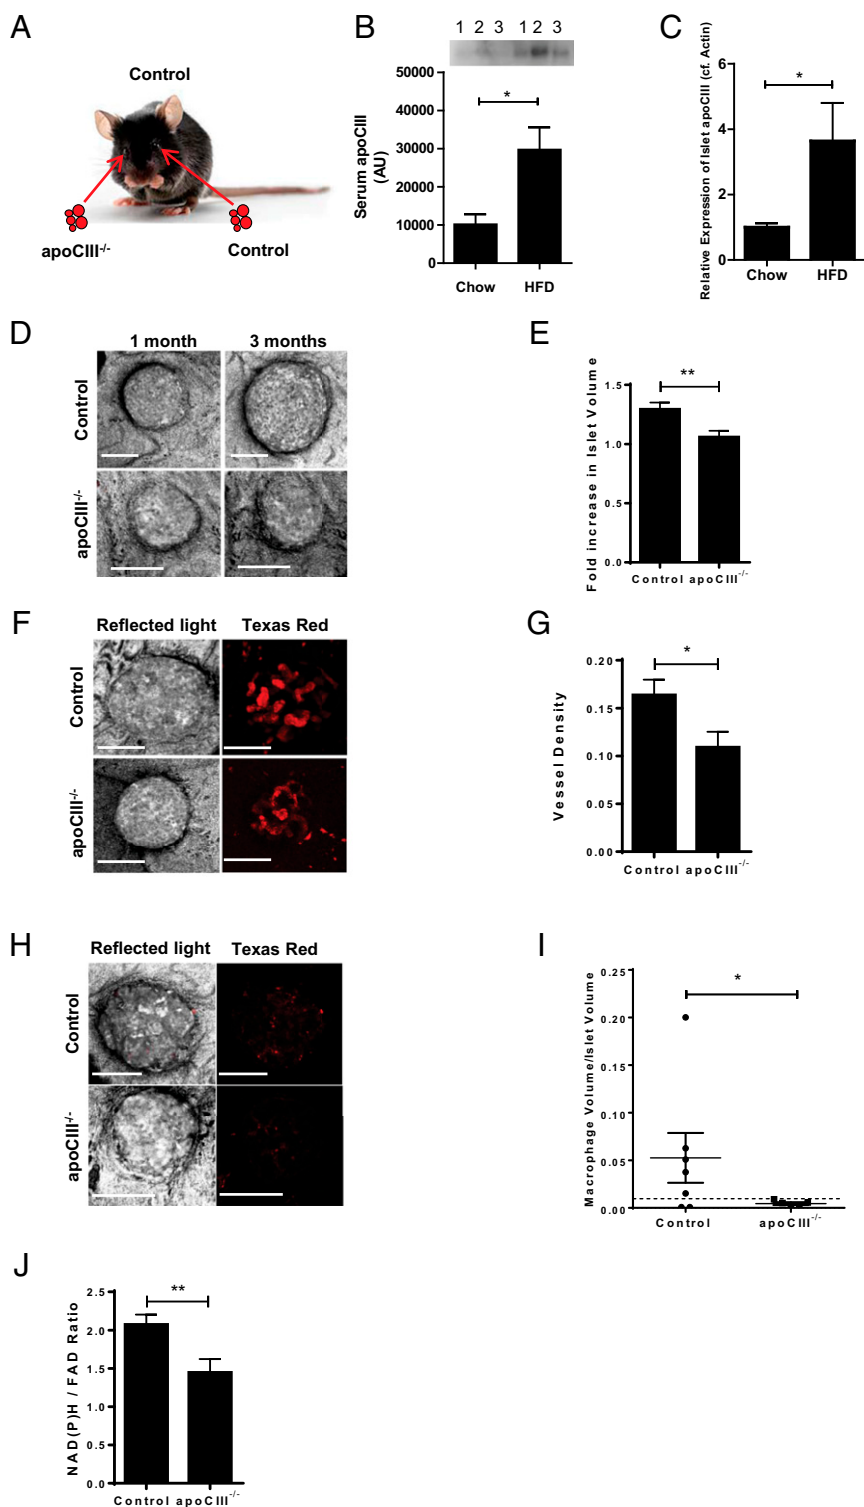 A
Control
apoCIII-/-
Control
B
1 2 3 1 2 3
Serum apoCIII
(AU)
50000
40000
30000
20000
10000
0
*
Chow HFD
C
Relative Expression of Islet apoCIII (cf. Actin)
6
4
2
0
*
Chow HFD
D
1 month 3 months
Control
apoCIII-/-
E
Fold increase in Islet Volume
1.5
1.0
0.5
0.0
**
Control apoCIII-/-
F
Reflected light Texas Red
Control
apoCIII-/-
G
Vessel Density
0.20
0.15
0.10
0.05
0.00
*
Control apoCIII-/-
H
Reflected light Texas Red
Control
apoCIII-/-
I
Macrophage Volume/Islet Volume
0.25
0.20
0.15
0.10
0.05
0.00
*
Control apoCIII-/-
J
NAD(P)H / FAD Ratio
2.5
2.0
1.5
1.0
0.5
0.0
**
Control apoCIII-/-